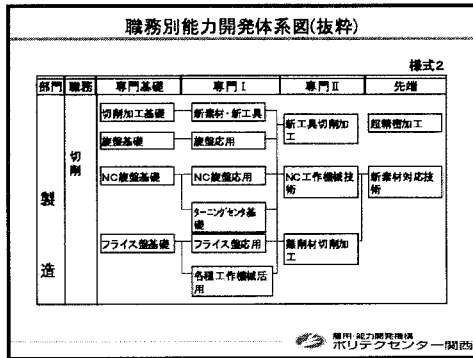 職務別能力開発体系図(抜粋)
様式2
部門 職務 専門基礎 専門Ⅰ 専門Ⅱ 先端
製造
切削
切削加工基礎
旋盤基礎
NC旋盤基礎
フライス盤基礎
新素材・新工具
旋盤応用
NC旋盤応用
ターニングセンタ基
礎
フライス盤応用
各種工作機械活
用
新工具切削加
工
NC工作機械技
術
難削材切削加
工
超精密加工
新素材対応技
術
雇用・能力開発機構
ポリテクセンター関西